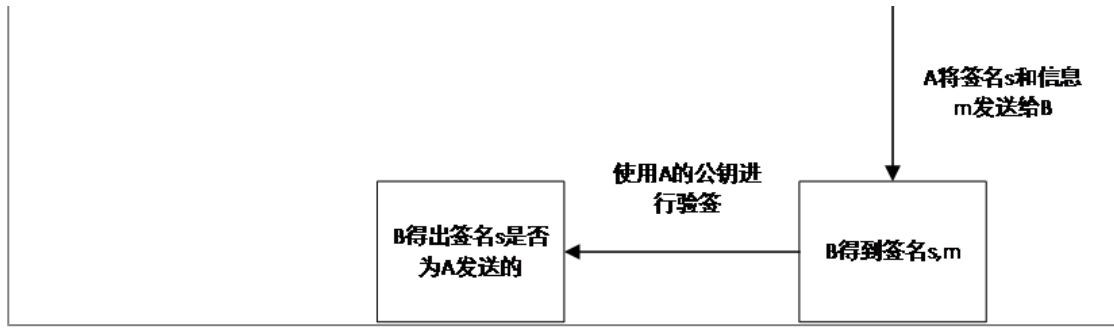 A将签名s和信息
m发送给B
使用A的公钥进
行验签
B得出签名s是否
为A发送的
B得到签名s,m